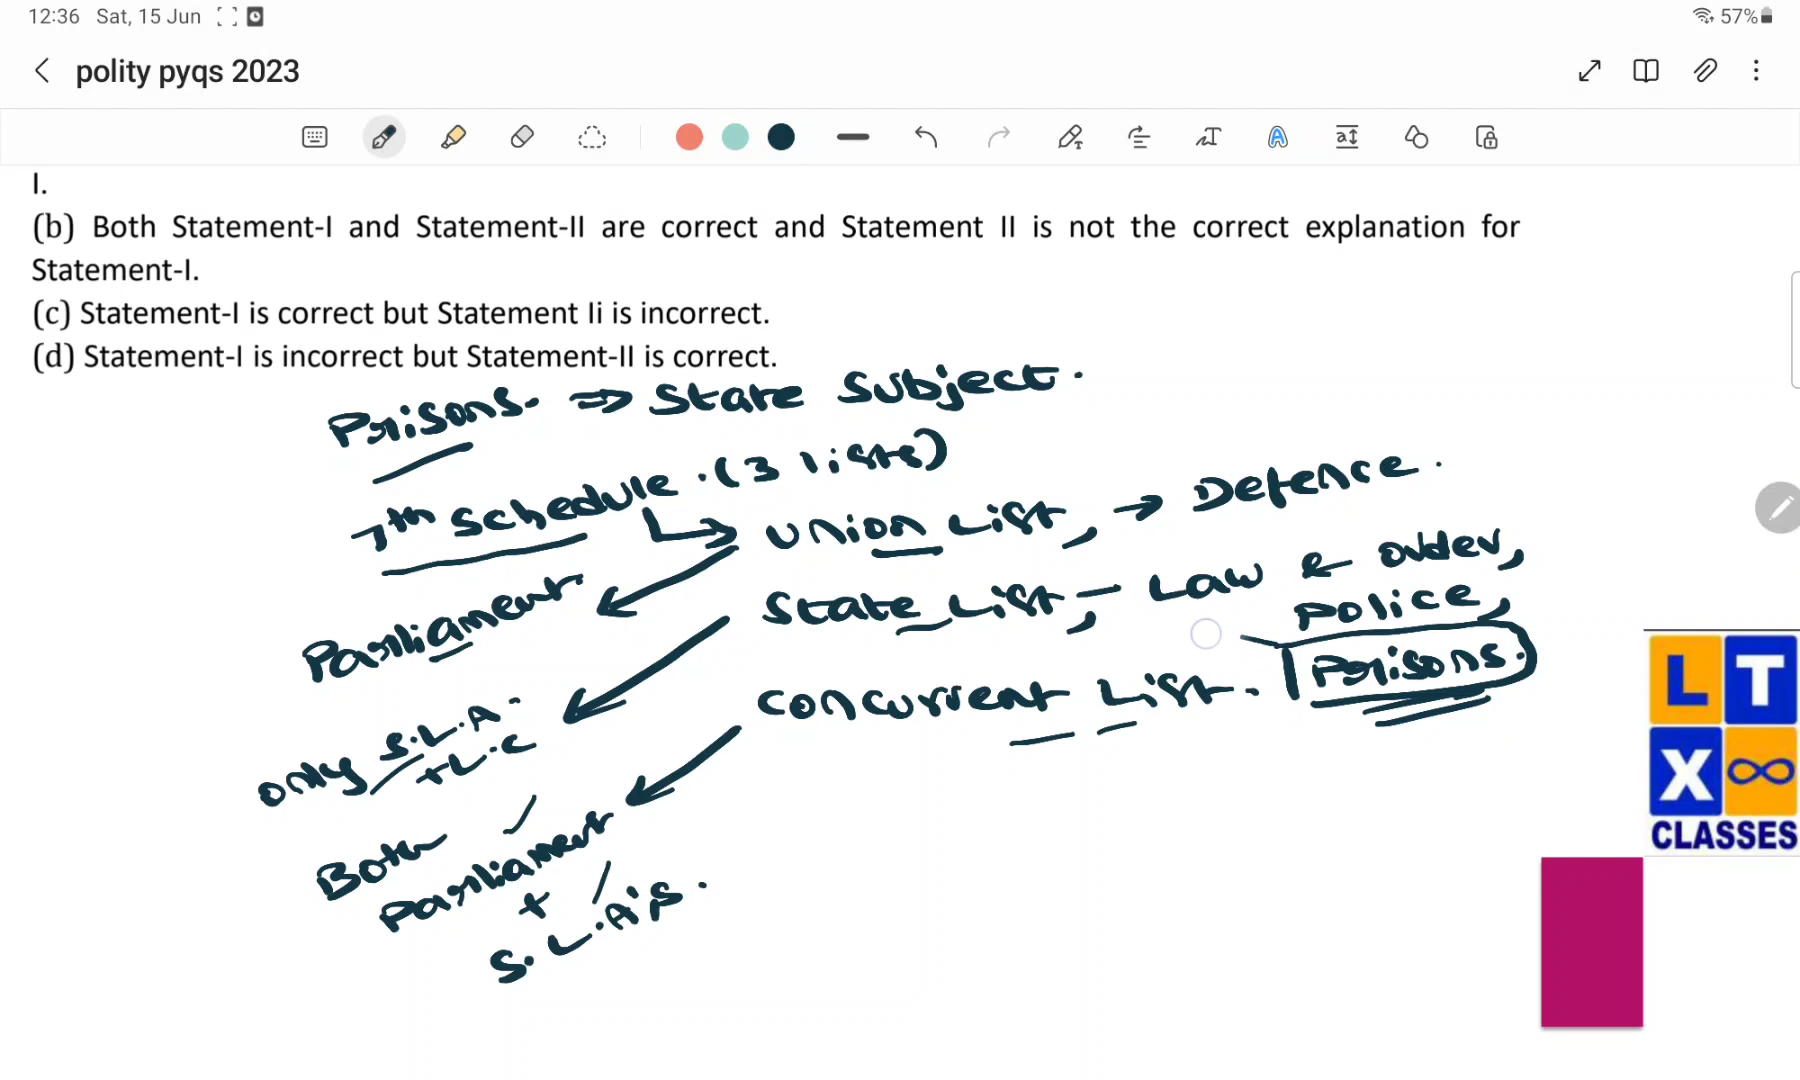 12:36 Sat, 15 Jun
57%
polity pyqs 2023
I.
(b) Both Statement-I and Statement-II are correct and Statement II is not the correct explanation for
Statement-I.
(c) Statement-I is correct but Statement Ii is incorrect.
(d) Statement-I is incorrect but Statement-II is correct.
Prisons. ⇒ State Subject.
7th Schedule. (3 lists)
Union List, → Defence.
Parliament.
State List, – Law & order,
police,
Prisons.
Concurrent List.
only S.L.A.
+ L.C
Both
Parliament
+
S.L.A's.
L T
X ∞
CLASSES